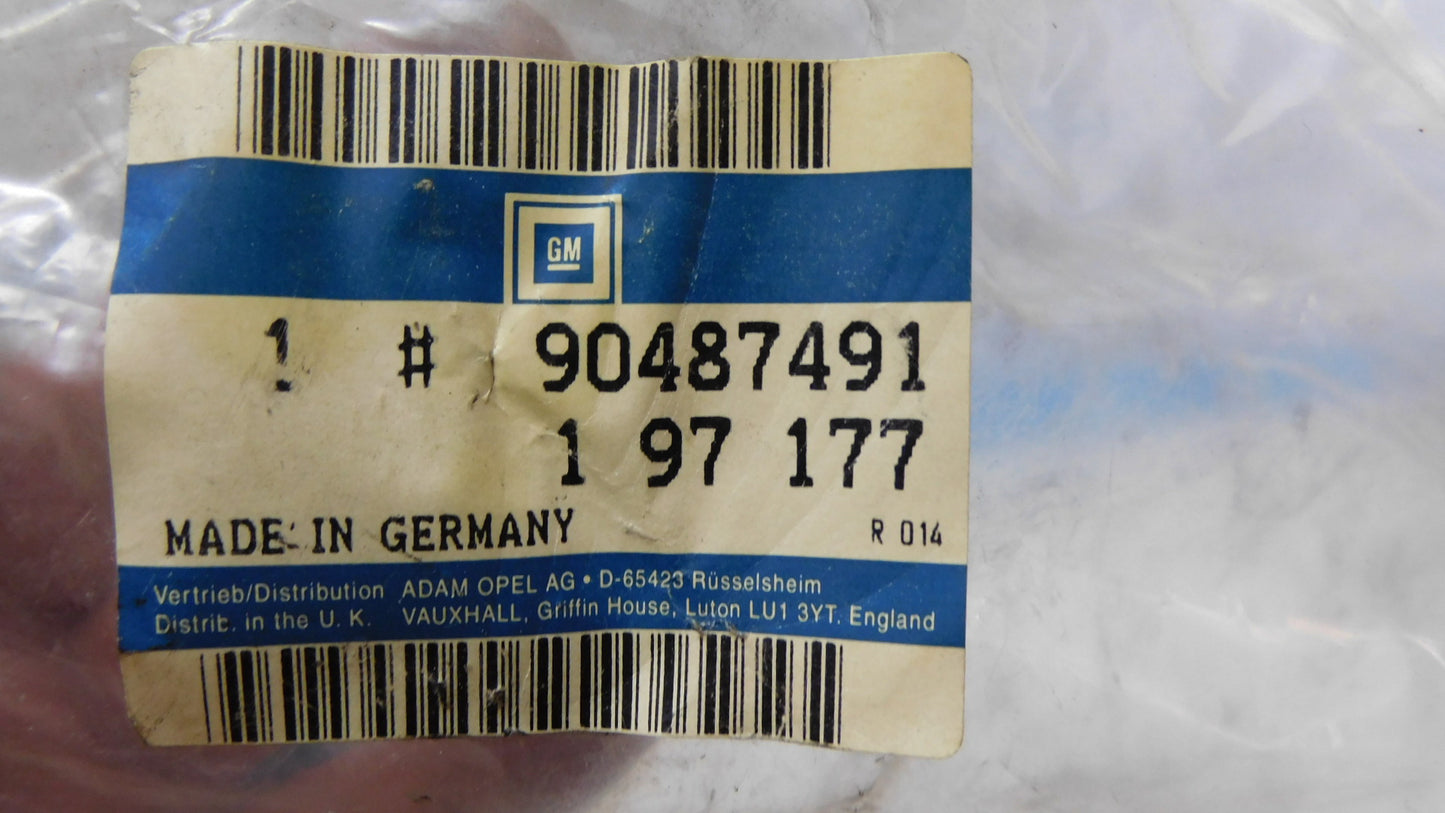 GM
1 # 90487491
1 97 177
MADE IN GERMANY R 014
Vertrieb/Distribution ADAM OPEL AG • D-65423 Rüsselsheim
Distrib. in the U. K. VAUXHALL, Griffin House, Luton LU1 3YT. England